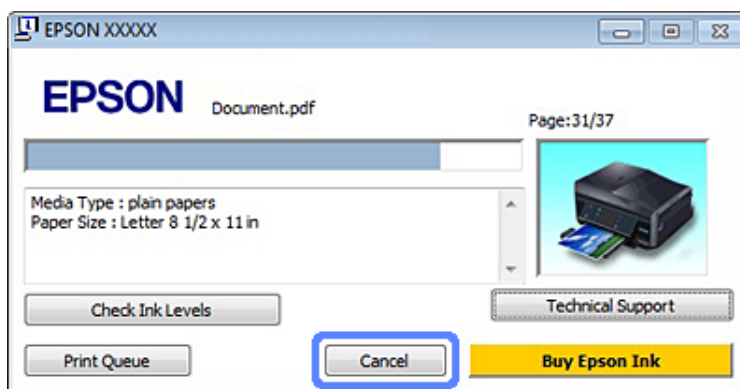 EPSON XXXXX
EPSON
Document.pdf
Page:31/37
Media Type : plain papers
Paper Size : Letter 8 1/2 x 11 in
Check Ink Levels
Technical Support
Print Queue
Cancel
Buy Epson Ink